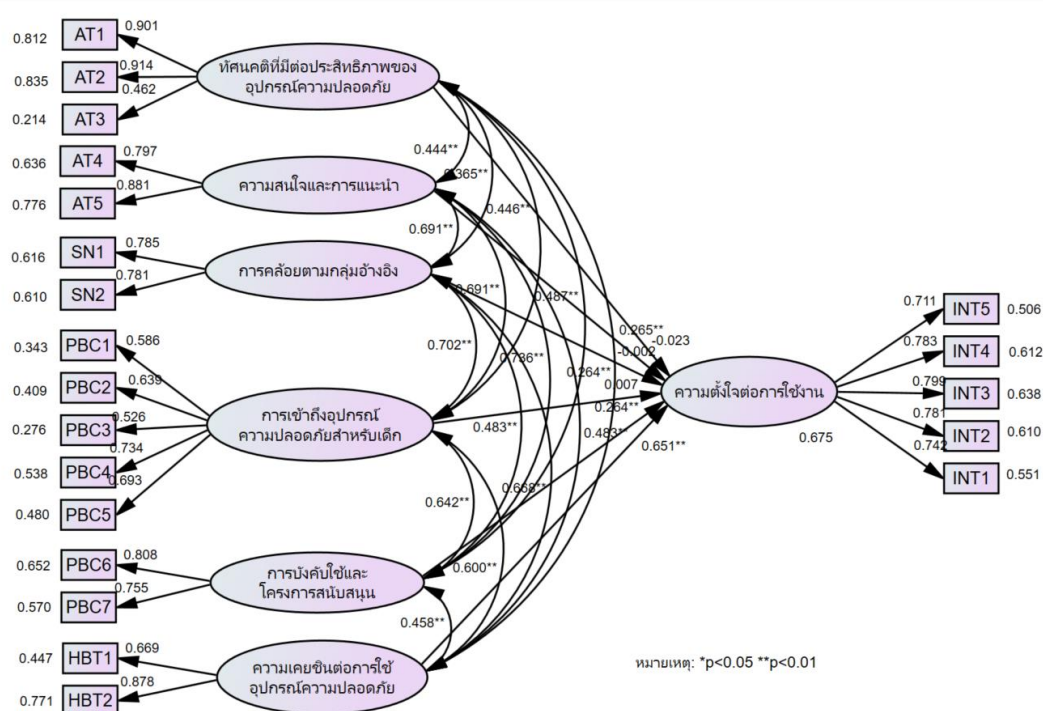 0.812 AT1 0.901
0.835 AT2 0.914
0.214 AT3 0.462
ทัศนคติที่มีต่อประสิทธิภาพของ
อุปกรณ์ความปลอดภัย
0.636 AT4 0.797
0.776 AT5 0.881
ความสนใจและการแนะนำ
0.616 SN1 0.785
0.610 SN2 0.781
การคล้อยตามกลุ่มอ้างอิง
0.343 PBC1 0.586
0.409 PBC2 0.639
0.276 PBC3 0.526
0.538 PBC4 0.734
0.480 PBC5 0.693
การเข้าถึงอุปกรณ์
ความปลอดภัยสำหรับเด็ก
0.652 PBC6 0.808
0.570 PBC7 0.755
การบังคับใช้และ
โครงการสนับสนุน
0.447 HBT1 0.669
0.771 HBT2 0.878
ความเคยชินต่อการใช้
อุปกรณ์ความปลอดภัย
0.444**
0.365**
0.446**
0.691**
0.691**
0.487**
0.702**
0.736**
0.265**
-0.023
-0.002
0.264**
0.007
0.264**
0.483**
0.483**
0.651**
0.642**
0.668**
0.600**
0.458**
ความตั้งใจต่อการใช้งาน
0.675
0.711 INT5 0.506
0.783 INT4 0.612
0.799 INT3 0.638
0.781 INT2 0.610
0.742 INT1 0.551
หมายเหตุ: *p<0.05 **p<0.01